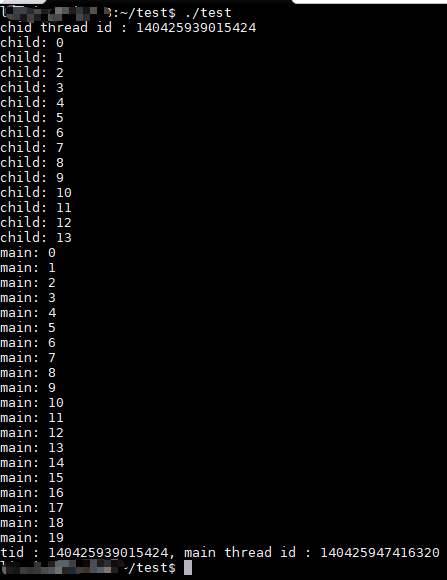 :~/test$ ./test
chid thread id : 140425939015424
child: 0
child: 1
child: 2
child: 3
child: 4
child: 5
child: 6
child: 7
child: 8
child: 9
child: 10
child: 11
child: 12
child: 13
main: 0
main: 1
main: 2
main: 3
main: 4
main: 5
main: 6
main: 7
main: 8
main: 9
main: 10
main: 11
main: 12
main: 13
main: 14
main: 15
main: 16
main: 17
main: 18
main: 19
tid : 140425939015424, main thread id : 140425947416320
:~/test$